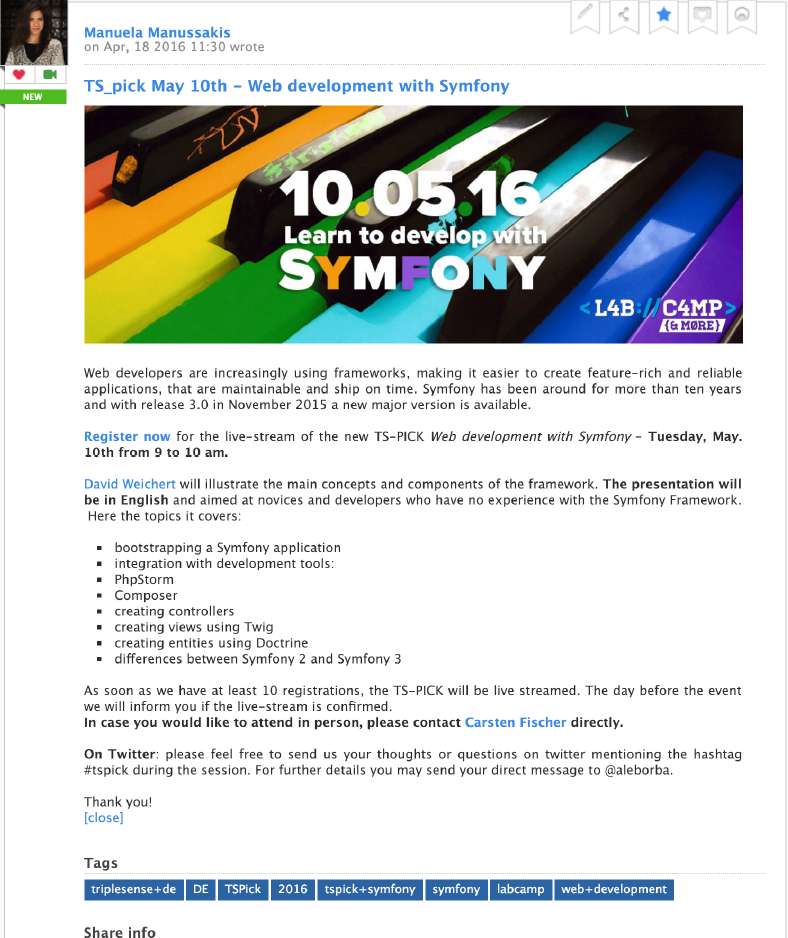 Manuela Manussakis
on Apr, 18 2016 11:30 wrote
NEW
TS_pick May 10th – Web development with Symfony
10.05.16
Learn to develop with
SYMFONY
<L4B://C4MP>
{& MØRE}
Web developers are increasingly using frameworks, making it easier to create feature-rich and reliable
applications, that are maintainable and ship on time. Symfony has been around for more than ten years
and with release 3.0 in November 2015 a new major version is available.
Register now for the live-stream of the new TS-PICK Web development with Symfony – Tuesday, May.
10th from 9 to 10 am.
David Weichert will illustrate the main concepts and components of the framework. The presentation will
be in English and aimed at novices and developers who have no experience with the Symfony Framework.
Here the topics it covers:
▪ bootstrapping a Symfony application
▪ integration with development tools:
▪ PhpStorm
▪ Composer
▪ creating controllers
▪ creating views using Twig
▪ creating entities using Doctrine
▪ differences between Symfony 2 and Symfony 3
As soon as we have at least 10 registrations, the TS-PICK will be live streamed. The day before the event
we will inform you if the live-stream is confirmed.
In case you would like to attend in person, please contact Carsten Fischer directly.
On Twitter: please feel free to send us your thoughts or questions on twitter mentioning the hashtag
#tspick during the session. For further details you may send your direct message to @aleborba.
Thank you!
[close]
Tags
triplesense+de DE TSPick 2016 tspick+symfony symfony labcamp web+development
Share info